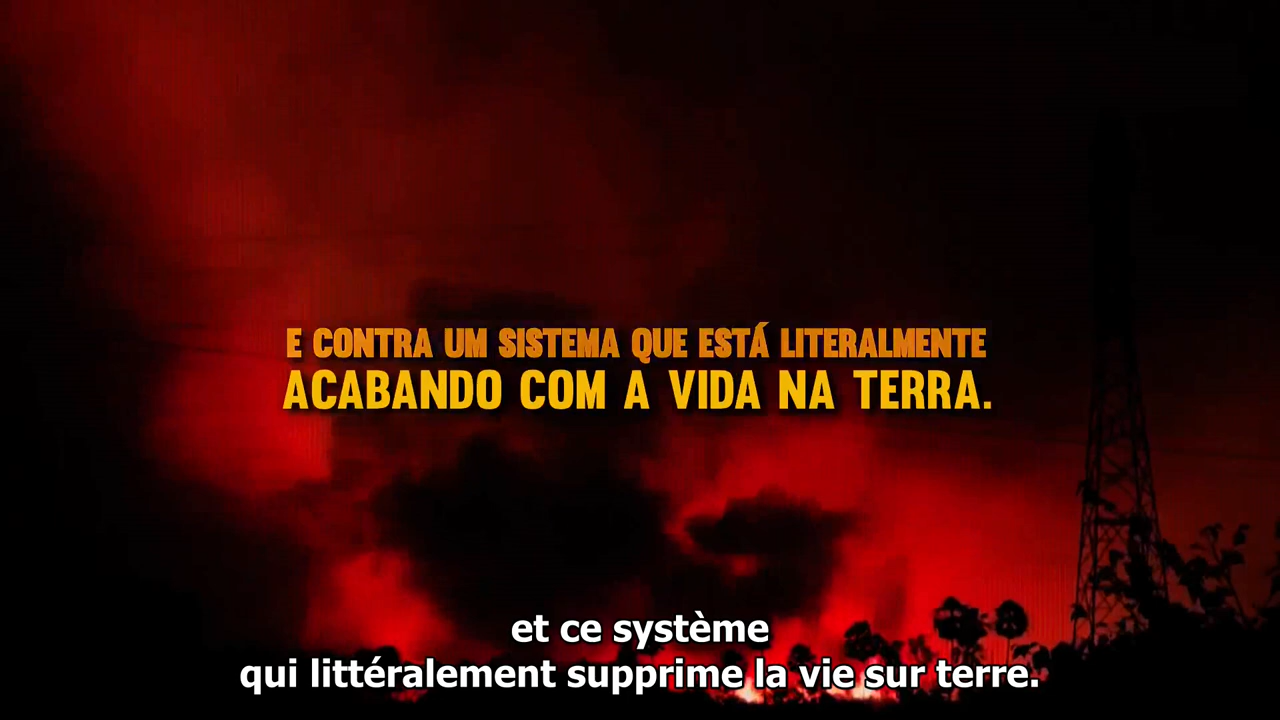 E CONTRA UM SISTEMA QUE ESTÁ LITERALMENTE
ACABANDO COM A VIDA NA TERRA.
et ce système
qui littéralement supprime la vie sur terre.